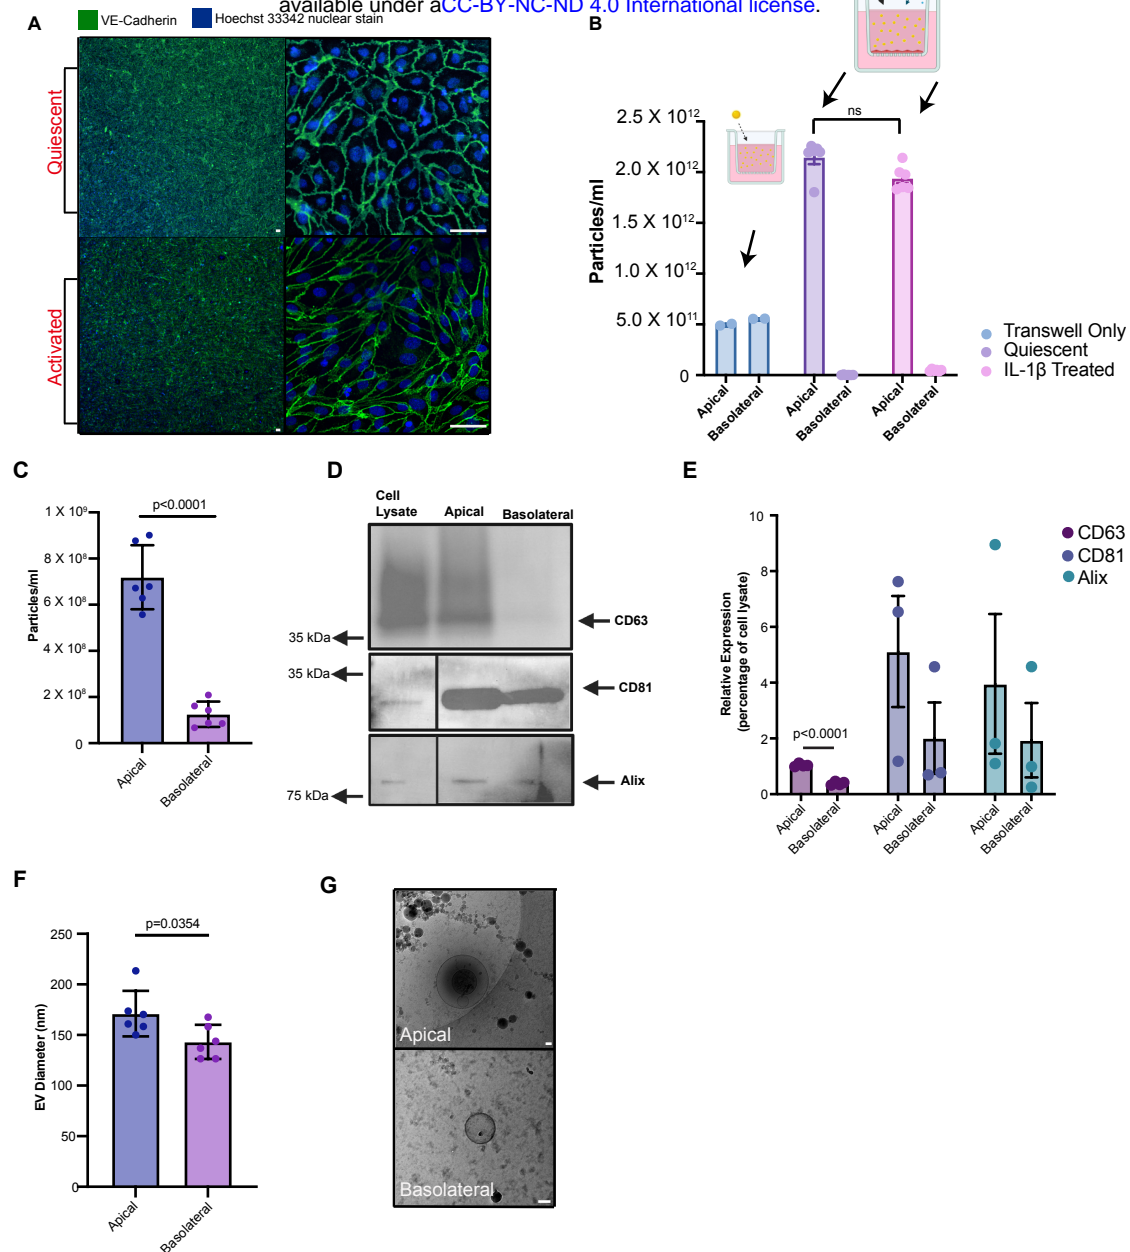 available under aCC-BY-NC-ND 4.0 International license.
A
VE-Cadherin
Hoechst 33342 nuclear stain
Quiescent
Activated
B
ns
Particles/ml
2.5 X 10¹²
2.0 X 10¹²
1.5 X 10¹²
1.0 X 10¹²
5.0 X 10¹¹
0
Apical
Basolateral
Apical
Basolateral
Apical
Basolateral
Transwell Only
Quiescent
IL-1β Treated
C
p<0.0001
Particles/ml
1 X 10⁹
8 X 10⁸
6 X 10⁸
4 X 10⁸
2 X 10⁸
0
Apical
Basolateral
D
Cell
Lysate
Apical
Basolateral
CD63
35 kDa
35 kDa
CD81
Alix
75 kDa
E
Relative Expression
(percentage of cell lysate)
10
8
6
4
2
0
p<0.0001
Apical
Basolateral
Apical
Basolateral
Apical
Basolateral
CD63
CD81
Alix
F
p=0.0354
EV Diameter (nm)
250
200
150
100
50
0
Apical
Basolateral
G
Apical
Basolateral